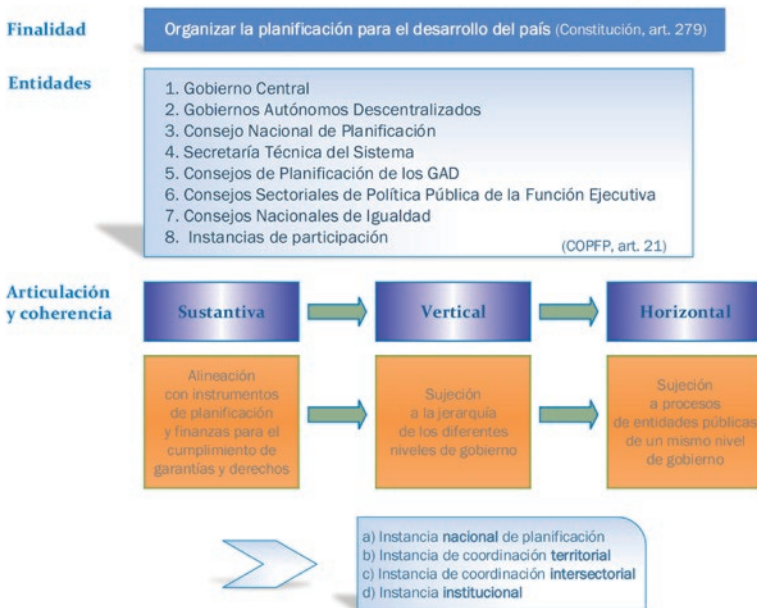 Finalidad
Organizar la planificación para el desarrollo del país (Constitución, art. 279)
Entidades
1. Gobierno Central
2. Gobiernos Autónomos Descentralizados
3. Consejo Nacional de Planificación
4. Secretaría Técnica del Sistema
5. Consejos de Planificación de los GAD
6. Consejos Sectoriales de Política Pública de la Función Ejecutiva
7. Consejos Nacionales de Igualdad
8. Instancias de participación
(COPFP, art. 21)
Articulación
y coherencia
Sustantiva
Vertical
Horizontal
Alineación
con instrumentos
de planificación
y finanzas para el
cumplimiento de
garantías y derechos
Sujeción
a la jerarquía
de los diferentes
niveles de gobierno
Sujeción
a procesos
de entidades públicas
de un mismo nivel
de gobierno
a) Instancia nacional de planificación
b) Instancia de coordinación territorial
c) Instancia de coordinación intersectorial
d) Instancia institucional